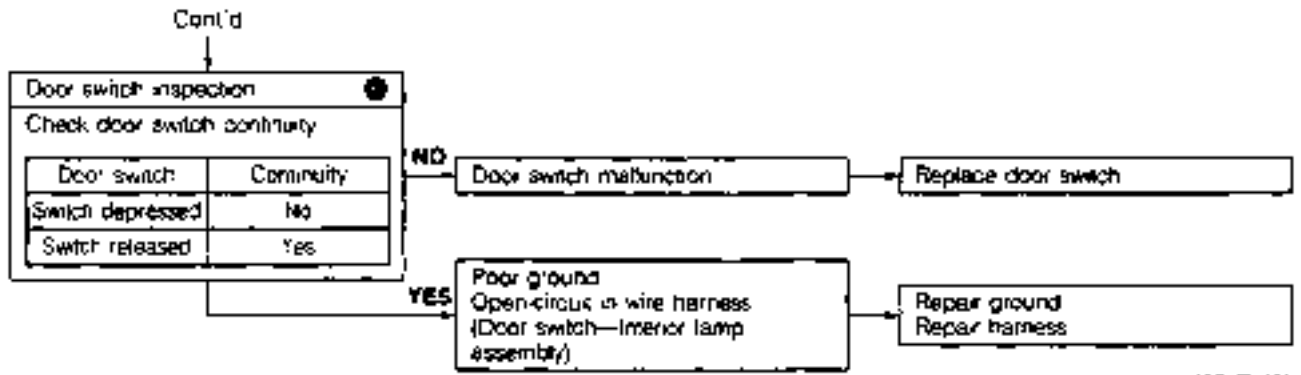 Cont'd
Door switch inspection
Check door switch continuity
Door switch Continuity
Switch depressed No
Switch released Yes
NO
Door switch malfunction
Replace door switch
YES
Poor ground
Open-circuit in wire harness
(Door switch—Interior lamp
assembly)
Repair ground
Repair harness